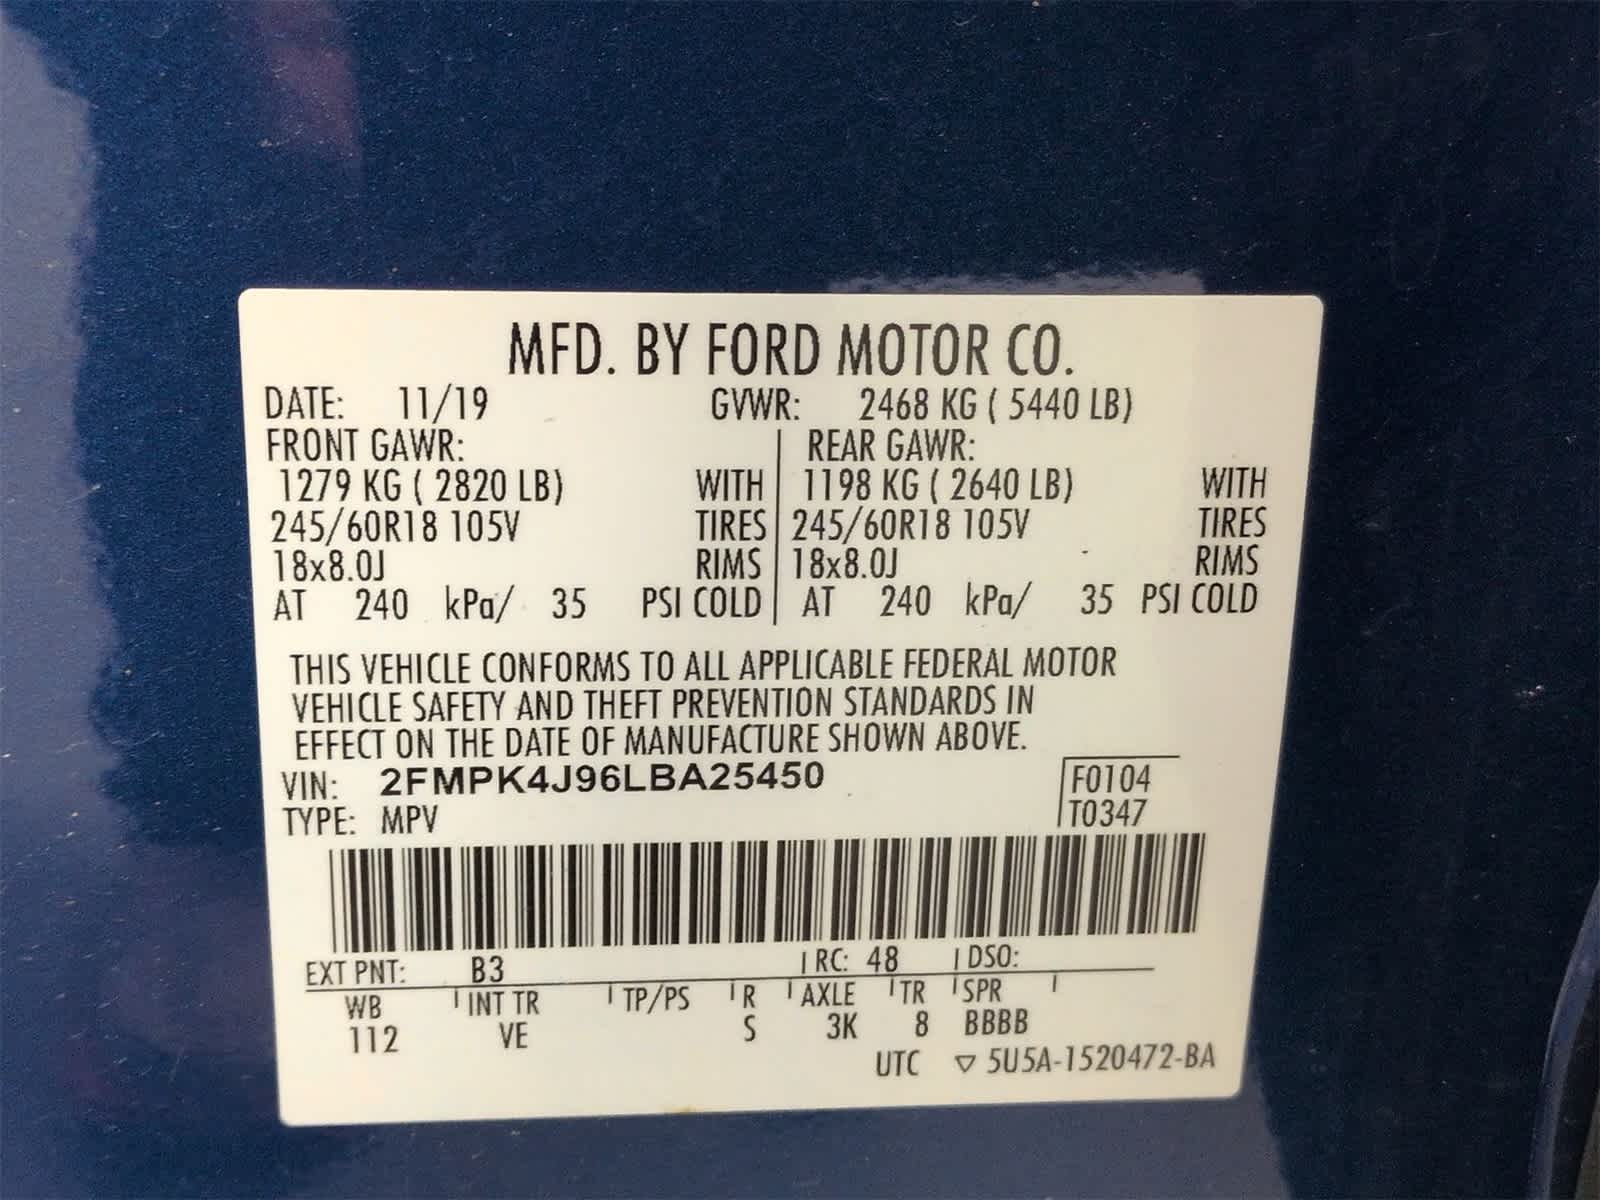 MFD. BY FORD MOTOR CO.
DATE: 11/19 GVWR: 2468 KG ( 5440 LB)
FRONT GAWR: REAR GAWR:
1279 KG ( 2820 LB) WITH 1198 KG ( 2640 LB) WITH
245/60R18 105V TIRES 245/60R18 105V TIRES
18x8.0J RIMS 18x8.0J RIMS
AT 240 kPa/ 35 PSI COLD AT 240 kPa/ 35 PSI COLD
THIS VEHICLE CONFORMS TO ALL APPLICABLE FEDERAL MOTOR
VEHICLE SAFETY AND THEFT PREVENTION STANDARDS IN
EFFECT ON THE DATE OF MANUFACTURE SHOWN ABOVE.
VIN: 2FMPK4J96LBA25450 F0104
TYPE: MPV T0347
EXT PNT: B3 RC: 48 DSO:
WB INT TR TP/PS R AXLE TR SPR
112 VE S 3K 8 BBBB
UTC ▽ 5U5A-1520472-BA